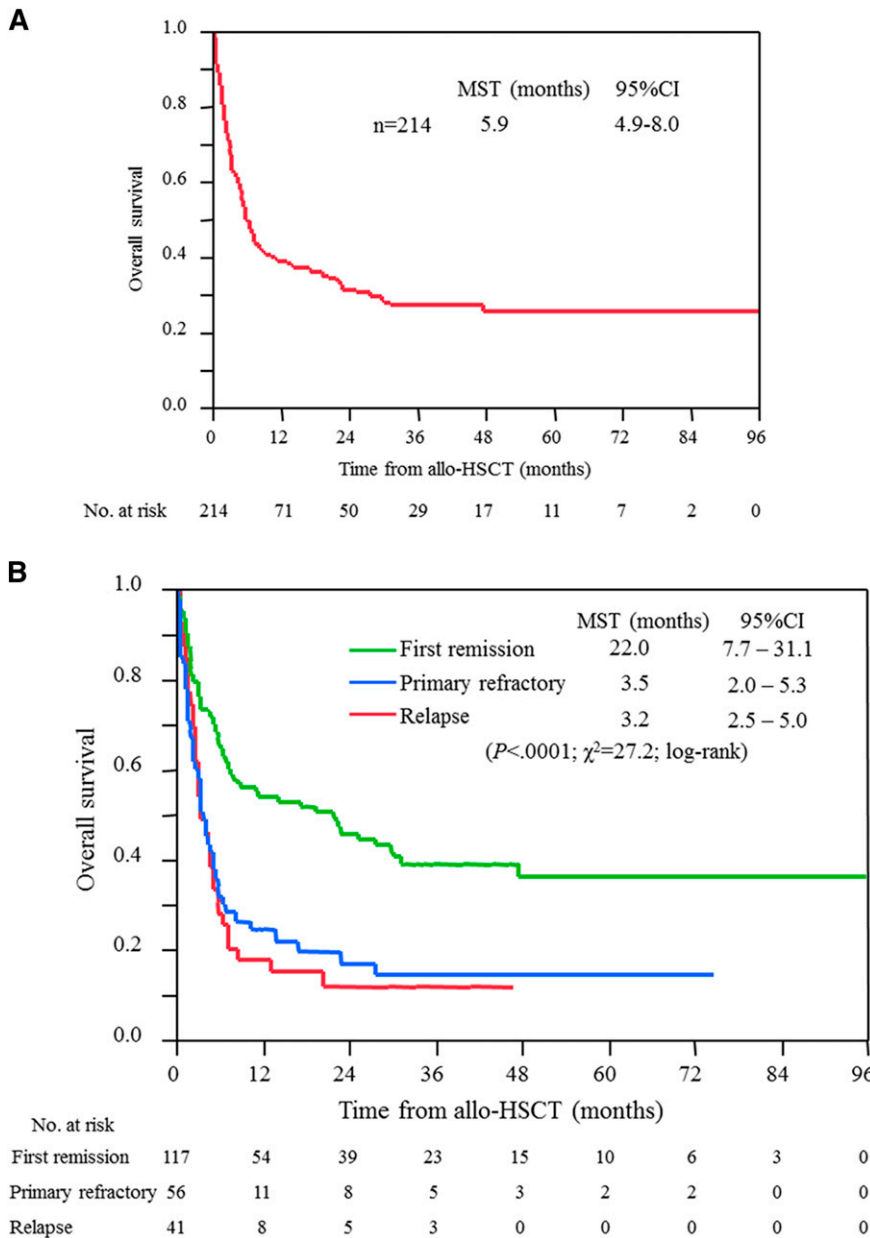 A
1.0
MST (months) 95%CI
n=214 5.9 4.9-8.0
0.8
0.6
0.4
0.2
0.0
Overall survival
0 12 24 36 48 60 72 84 96
Time from allo-HSCT (months)
No. at risk 214 71 50 29 17 11 7 2 0
B
1.0
MST (months) 95%CI
First remission 22.0 7.7 – 31.1
Primary refractory 3.5 2.0 – 5.3
Relapse 3.2 2.5 – 5.0
(P<.0001; χ²=27.2; log-rank)
0.8
0.6
0.4
0.2
0.0
Overall survival
0 12 24 36 48 60 72 84 96
Time from allo-HSCT (months)
No. at risk
First remission 117 54 39 23 15 10 6 3 0
Primary refractory 56 11 8 5 3 2 2 0 0
Relapse 41 8 5 3 0 0 0 0 0